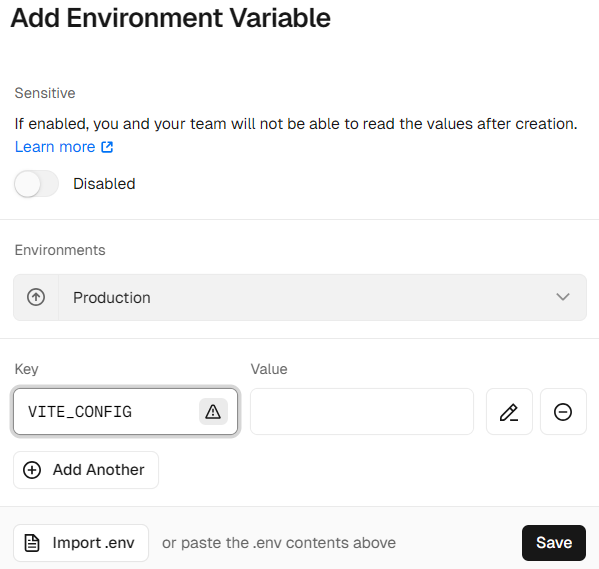 Add Environment Variable
Sensitive
If enabled, you and your team will not be able to read the values after creation.
Learn more
Disabled
Environments
Production
Key
Value
VITE_CONFIG
Add Another
Import .env
or paste the .env contents above
Save